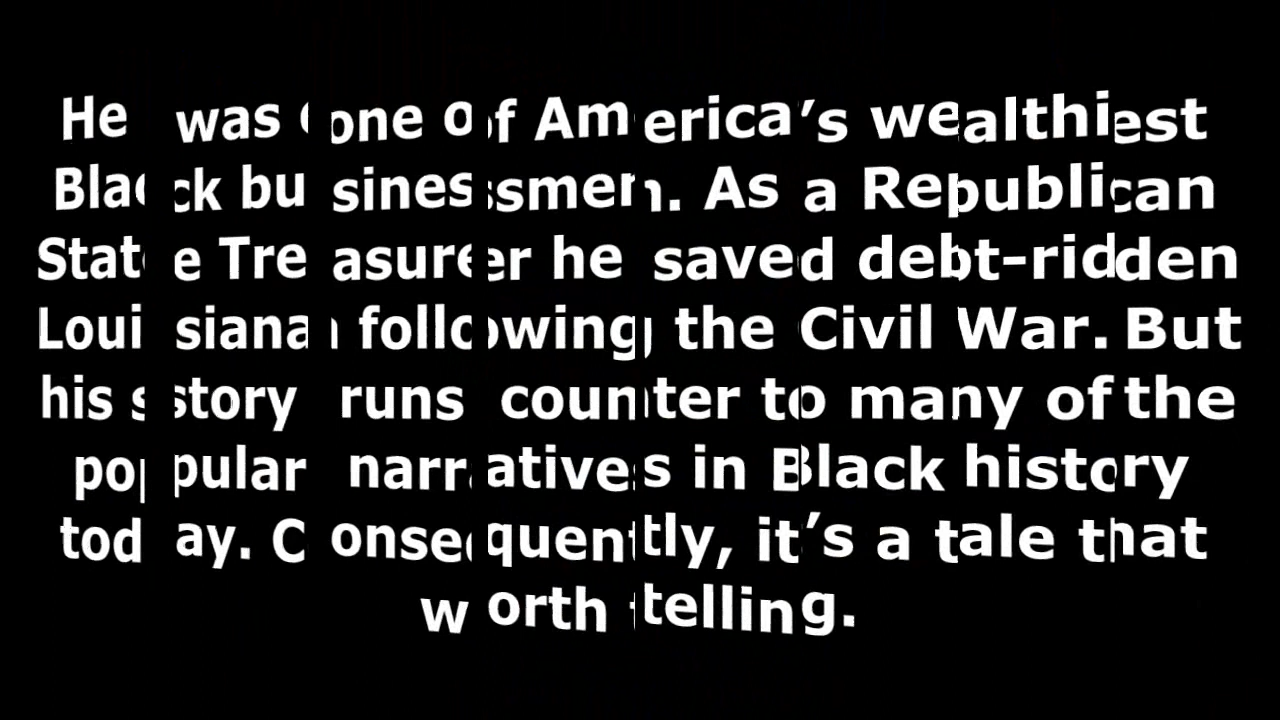 He was one of America's wealthiest
Black businessmen. As a Republican
State Treasurer he saved debt-ridden
Louisiana following the Civil War. But
his story runs counter to many of the
popular narratives in Black history
today. Consequently, it's a tale that
worth telling.